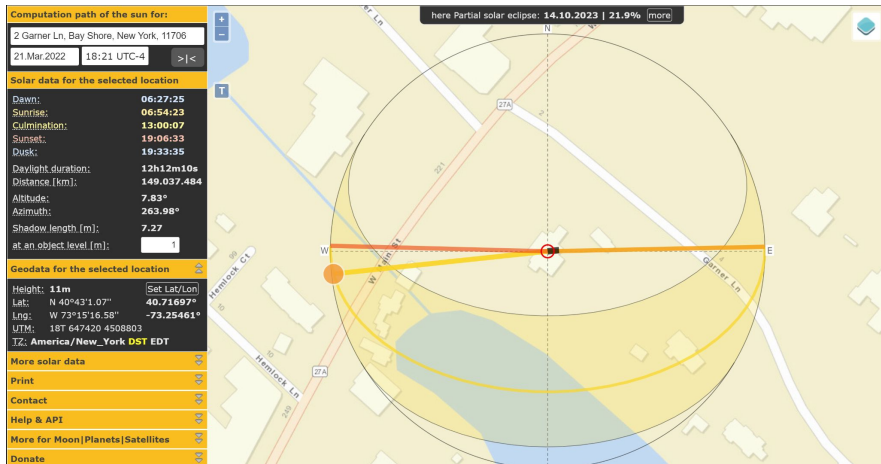 Computation path of the sun for:
2 Garner Ln, Bay Shore, New York, 11706
21.Mar.2022 18:21 UTC-4 >|<
Solar data for the selected location
Dawn: 06:27:25
Sunrise: 06:54:23
Culmination: 13:00:07
Sunset: 19:06:33
Dusk: 19:33:35
Daylight duration: 12h12m10s
Distance [km]: 149.037.484
Altitude: 7.83°
Azimuth: 263.98°
Shadow length [m]: 7.27
at an object level [m]: 1
Geodata for the selected location
Height: 11m Set Lat/Lon
Lat: N 40°43'1.07'' 40.71697°
Lng: W 73°15'16.58'' -73.25461°
UTM: 18T 647420 4508803
TZ: America/New_York DST EDT
More solar data
Print
Contact
Help & API
More for Moon|Planets|Satellites
Donate
+
−
T
here Partial solar eclipse: 14.10.2023 | 21.9% more
N
27A
221
W
E
W Main St
Garner Ln
4
2
99
Hemlock Ct
Hemlock Ln
27A
249